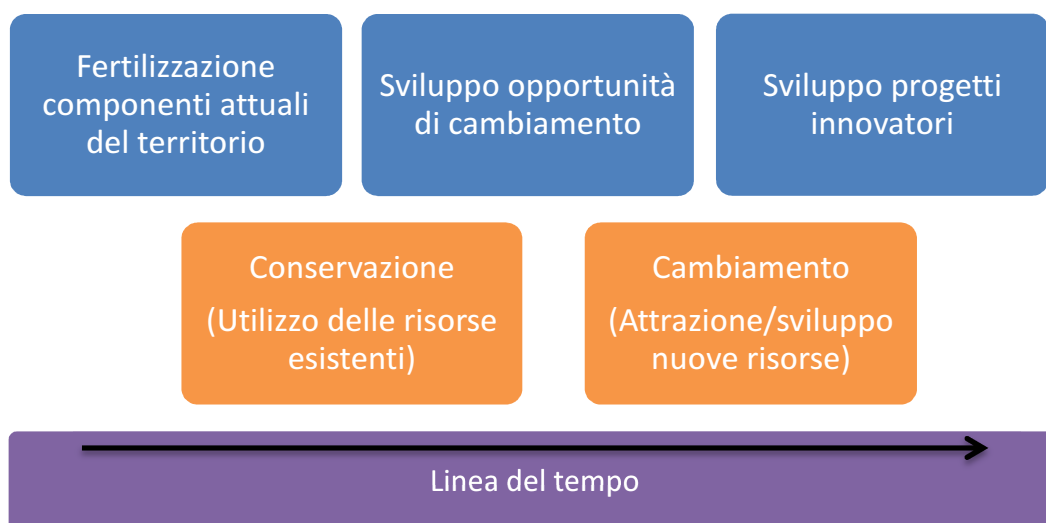 Fertilizzazione
componenti attuali
del territorio
Sviluppo opportunità
di cambiamento
Sviluppo progetti
innovatori
Conservazione
(Utilizzo delle risorse
esistenti)
Cambiamento
(Attrazione/sviluppo
nuove risorse)
Linea del tempo